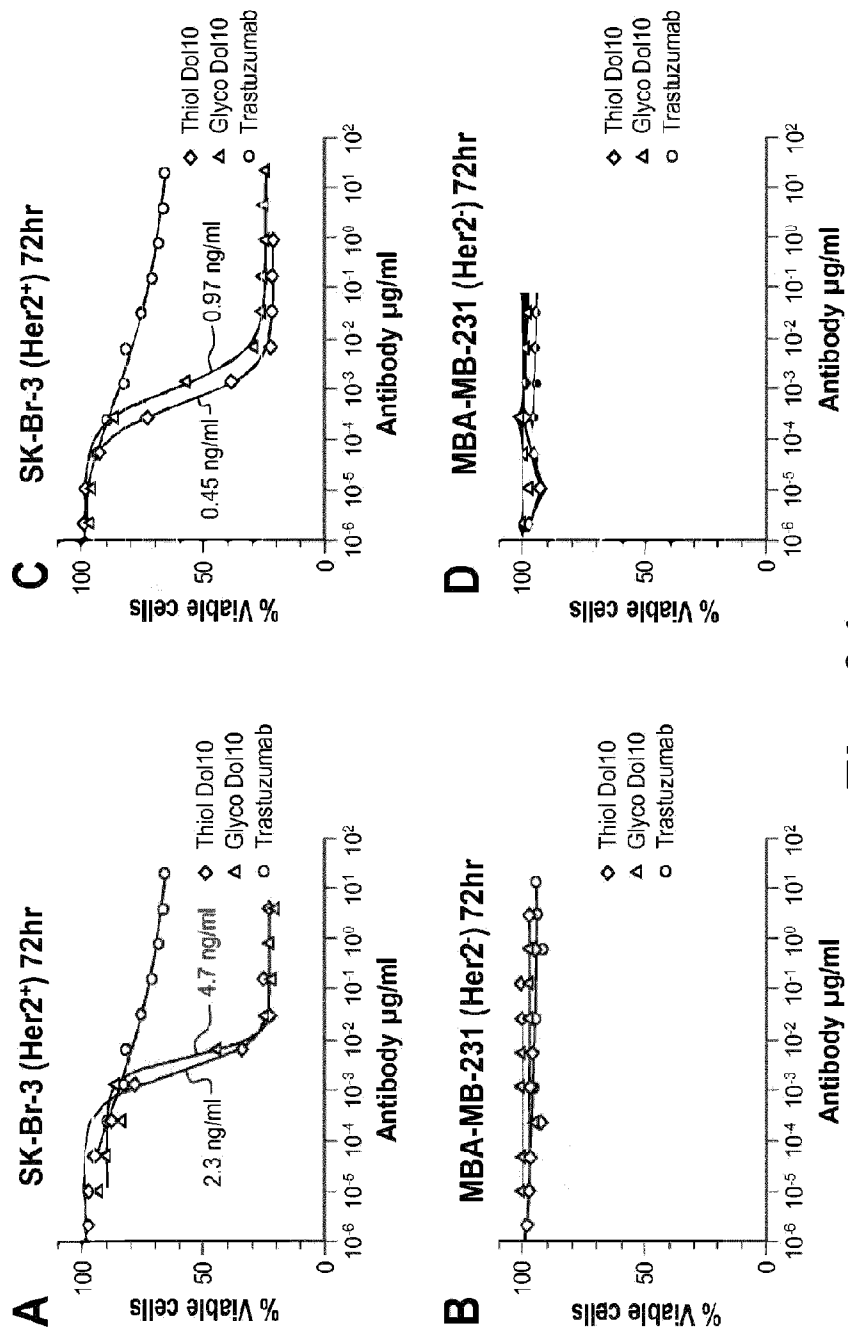 A
SK-Br-3 (Her2⁺) 72hr
% Viable cells
100
50
0
10⁻⁶ 10⁻⁵ 10⁻⁴ 10⁻³ 10⁻² 10⁻¹ 10⁰ 10¹ 10²
Antibody µg/ml
2.3 ng/ml
4.7 ng/ml
Thiol Dol10
Glyco Dol10
Trastuzumab
B
MBA-MB-231 (Her2⁻) 72hr
% Viable cells
100
50
0
10⁻⁶ 10⁻⁵ 10⁻⁴ 10⁻³ 10⁻² 10⁻¹ 10⁰ 10¹ 10²
Antibody µg/ml
Thiol Dol10
Glyco Dol10
Trastuzumab
C
SK-Br-3 (Her2⁺) 72hr
% Viable cells
100
50
0
10⁻⁶ 10⁻⁵ 10⁻⁴ 10⁻³ 10⁻² 10⁻¹ 10⁰ 10¹ 10²
Antibody µg/ml
0.45 ng/ml
0.97 ng/ml
Thiol Dol10
Glyco Dol10
Trastuzumab
D
MBA-MB-231 (Her2⁻) 72hr
% Viable cells
100
50
0
10⁻⁶ 10⁻⁵ 10⁻⁴ 10⁻³ 10⁻² 10⁻¹ 10⁰ 10¹ 10²
Antibody µg/ml
Thiol Dol10
Glyco Dol10
Trastuzumab